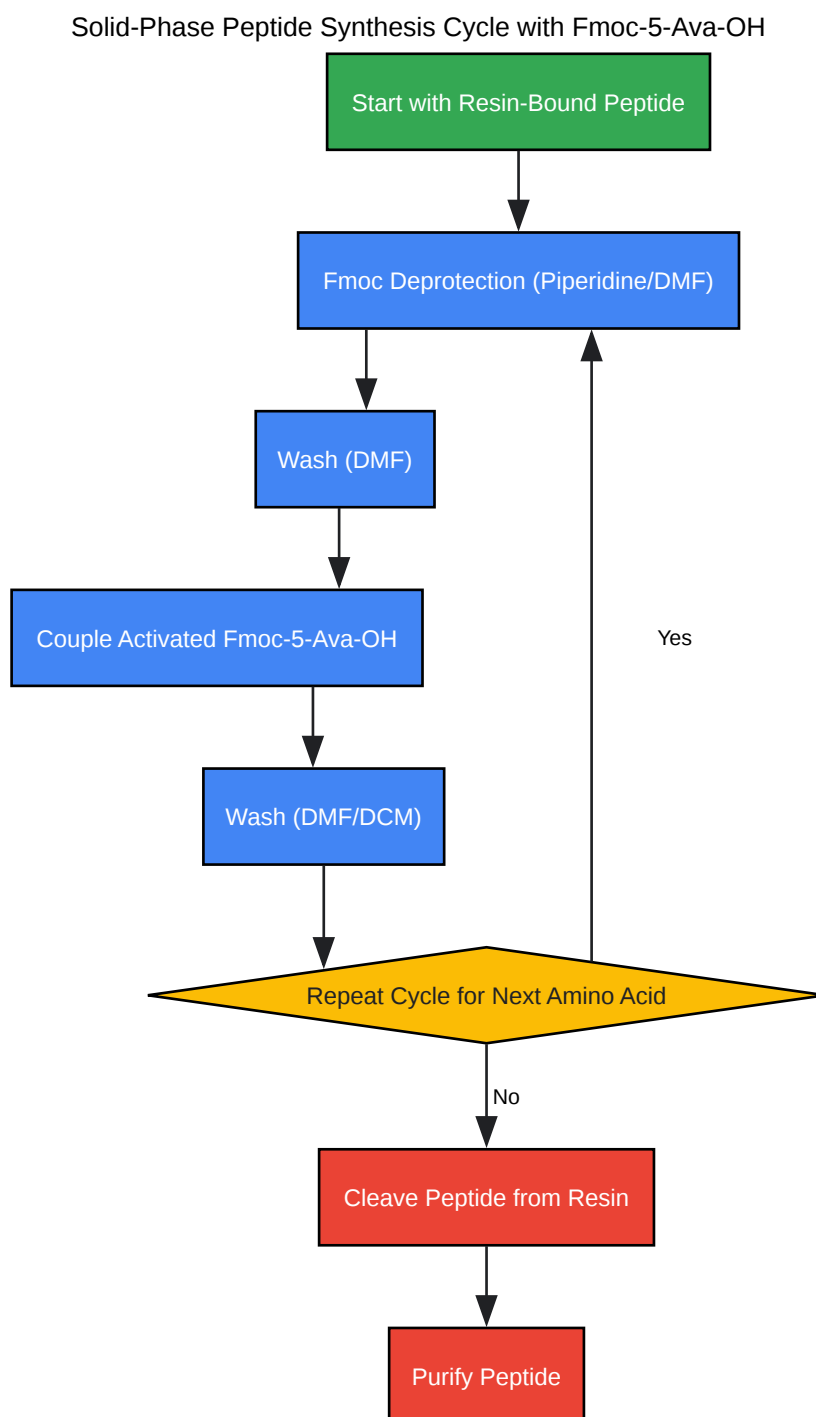 Solid-Phase Peptide Synthesis Cycle with Fmoc-5-Ava-OH
Start with Resin-Bound Peptide
Fmoc Deprotection (Piperidine/DMF)
Wash (DMF)
Couple Activated Fmoc-5-Ava-OH
Yes
Wash (DMF/DCM)
Repeat Cycle for Next Amino Acid
No
Cleave Peptide from Resin
Purify Peptide